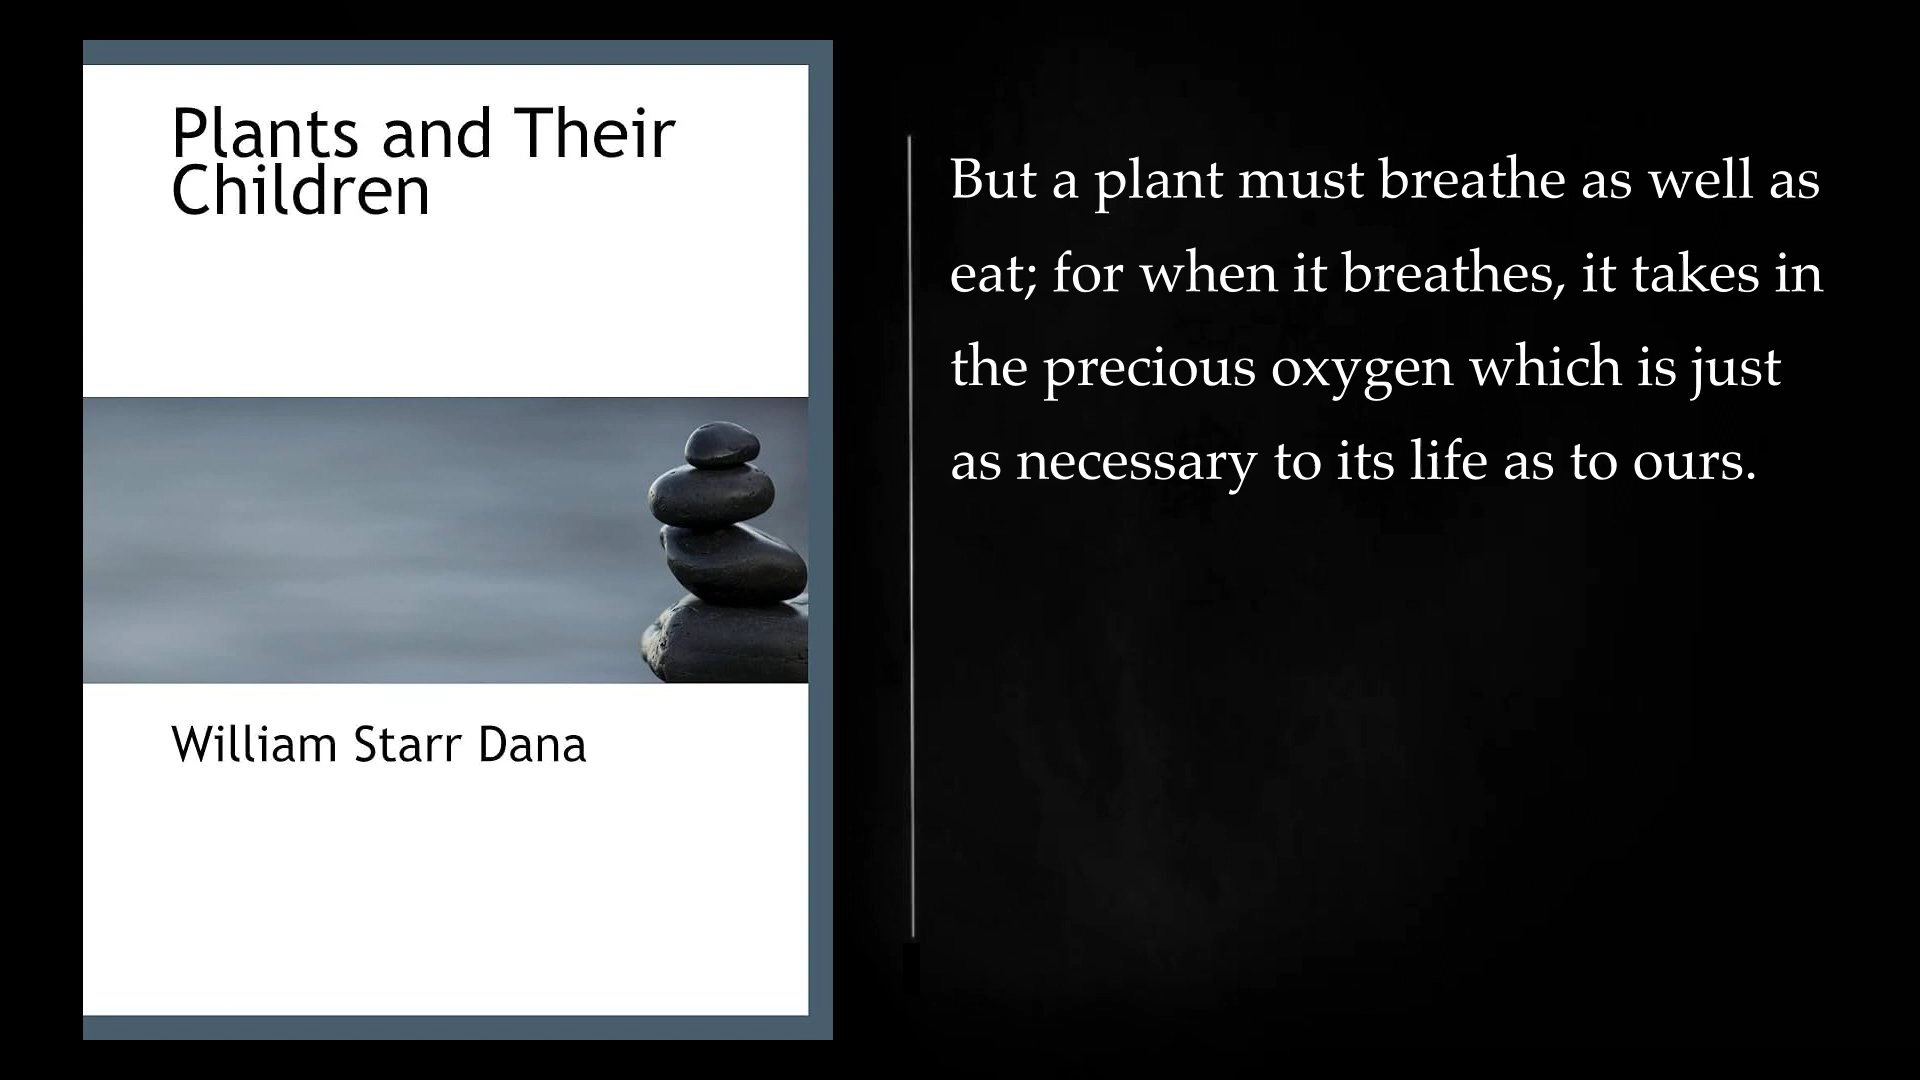 Plants and Their
Children
William Starr Dana
But a plant must breathe as well as
eat; for when it breathes, it takes in
the precious oxygen which is just
as necessary to its life as to ours.